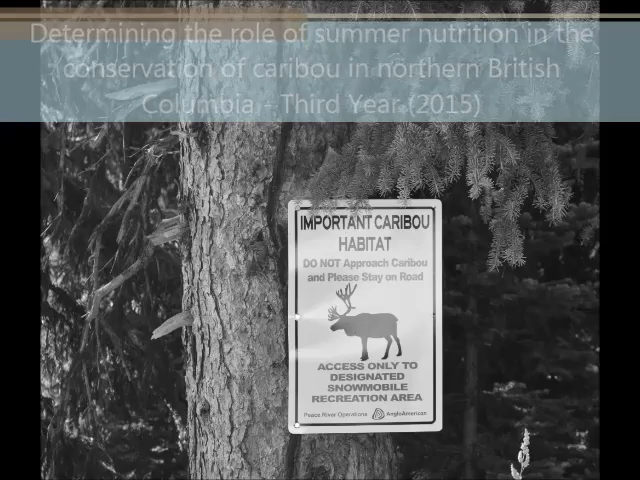 Determining the role of summer nutrition in the
conservation of caribou in northern British
Columbia - Third Year (2015)
IMPORTANT CARIBOU
HABITAT
DO NOT Approach Caribou
and Please Stay on Road
ACCESS ONLY TO
DESIGNATED
SNOWMOBILE
RECREATION AREA
Peace River Operations AngloAmerican